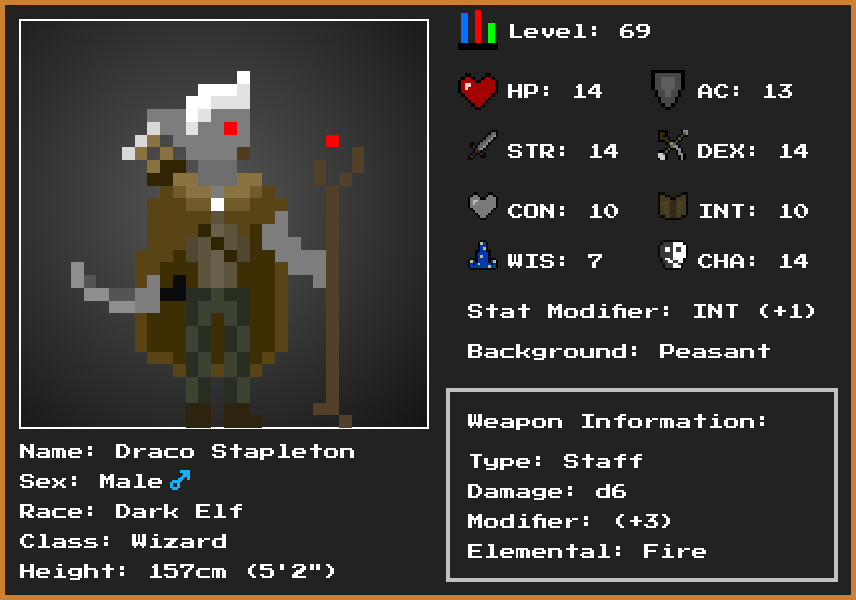 Level: 69
HP: 14
AC: 13
STR: 14
DEX: 14
CON: 10
INT: 10
WIS: 7
CHA: 14
Stat Modifier: INT (+1)
Background: Peasant
Name: Draco Stapleton
Sex: Male ♂
Race: Dark Elf
Class: Wizard
Height: 157cm (5'2")
Weapon Information:
Type: Staff
Damage: d6
Modifier: (+3)
Elemental: Fire